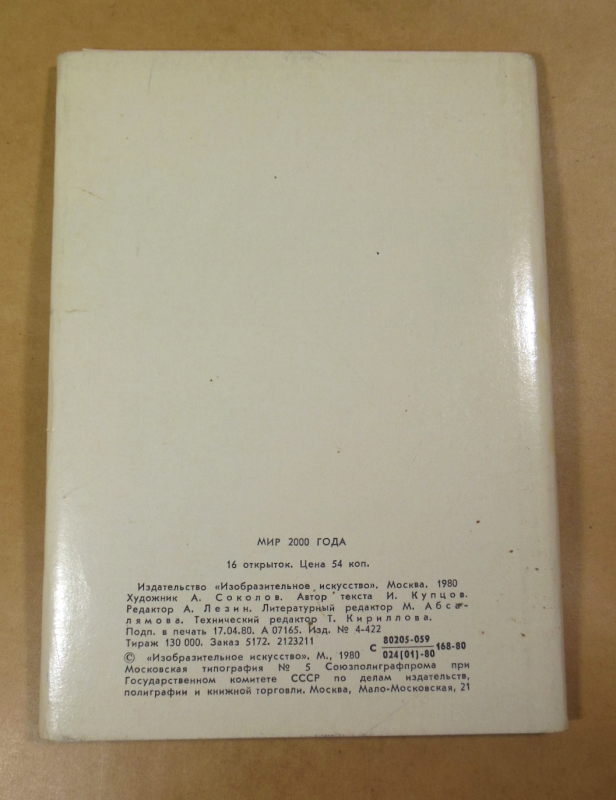 МИР 2000 ГОДА
16 открыток. Цена 54 коп.
Издательство «Изобразительное искусство». Москва. 1980
Художник А. Соколов. Автор текста И. Купцов.
Редактор А. Лезин. Литературный редактор М. Абса-
лямова. Технический редактор Т. Кириллова.
Подп. в печать 17.04.80. А 07165. Изд. № 4-422
Тираж 130 000. Заказ 5172. 2123211
С 80205-059 168-80
024(01)-80
© «Изобразительное искусство». М., 1980
Московская типография № 5 Союзполиграфпрома при
Государственном комитете СССР по делам издательств,
полиграфии и книжной торговли. Москва, Мало-Московская, 21